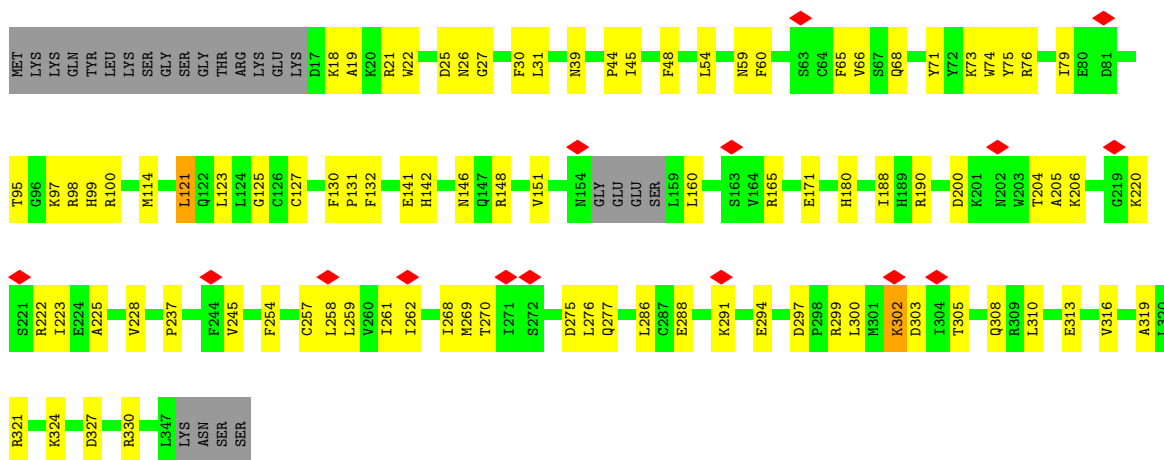 MET LYS LYS GLN TYR LEU LYS SER GLY SER GLY THR ARG LYS GLU LYS D17 K18 A19 K20 R21 W22 D25 N26 G27 F30 L31 N39 P44 I45 F48 L54 N59 F60 S63 C64 F65 V66 S67 Q68 Y71 Y72 K73 W74 Y75 R76 I79 E80 D81
T95 G96 K97 R98 H99 R100 M114 L121 Q122 L123 L124 G125 C126 C127 F130 P131 F132 E141 H142 N146 Q147 R148 V151 N154 GLY GLU GLU SER L159 L160 S163 V164 R165 E171 H180 I188 H189 R190 D200 K201 N202 W203 T204 A205 K206 G219 K220
S221 R222 I223 E224 A225 V228 P237 F244 V245 F254 C257 L258 L259 V260 I261 I262 I268 M269 T270 I271 S272 D275 L276 Q277 L286 C287 E288 K291 E294 D297 P298 R299 L300 M301 K302 D303 I304 T305 Q308 R309 L310 E313 V316 A319 L320
R321 K324 D327 R330 L347 LYS ASN SER SER